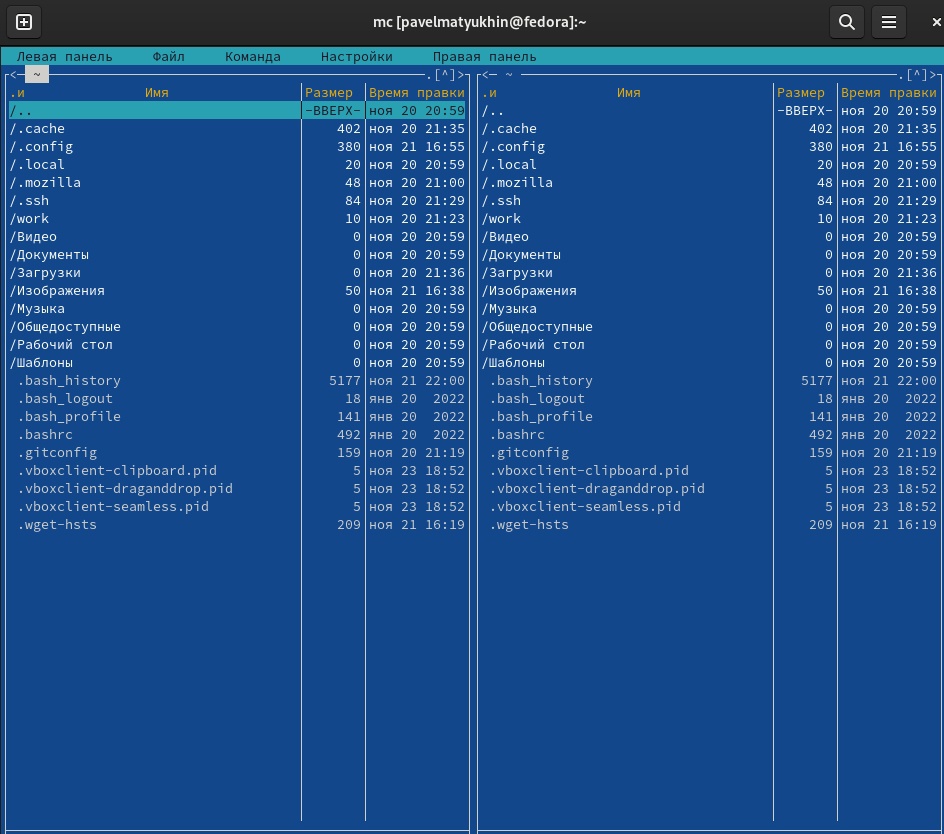 mc [pavelmatyukhin@fedora]:~
Левая панель Файл Команда Настройки Правая панель
<─ ~ ─.[^]>
.и Имя Размер Время правки
/.. -ВВЕРХ- ноя 20 20:59
/.cache 402 ноя 20 21:35
/.config 380 ноя 21 16:55
/.local 20 ноя 20 20:59
/.mozilla 48 ноя 20 21:00
/.ssh 84 ноя 20 21:29
/work 10 ноя 20 21:23
/Видео 0 ноя 20 20:59
/Документы 0 ноя 20 20:59
/Загрузки 0 ноя 20 21:36
/Изображения 50 ноя 21 16:38
/Музыка 0 ноя 20 20:59
/Общедоступные 0 ноя 20 20:59
/Рабочий стол 0 ноя 20 20:59
/Шаблоны 0 ноя 20 20:59
.bash_history 5177 ноя 21 22:00
.bash_logout 18 янв 20 2022
.bash_profile 141 янв 20 2022
.bashrc 492 янв 20 2022
.gitconfig 159 ноя 20 21:19
.vboxclient-clipboard.pid 5 ноя 23 18:52
.vboxclient-draganddrop.pid 5 ноя 23 18:52
.vboxclient-seamless.pid 5 ноя 23 18:52
.wget-hsts 209 ноя 21 16:19
<─ ~ ─.[^]>
.и Имя Размер Время правки
/.. -ВВЕРХ- ноя 20 20:59
/.cache 402 ноя 20 21:35
/.config 380 ноя 21 16:55
/.local 20 ноя 20 20:59
/.mozilla 48 ноя 20 21:00
/.ssh 84 ноя 20 21:29
/work 10 ноя 20 21:23
/Видео 0 ноя 20 20:59
/Документы 0 ноя 20 20:59
/Загрузки 0 ноя 20 21:36
/Изображения 50 ноя 21 16:38
/Музыка 0 ноя 20 20:59
/Общедоступные 0 ноя 20 20:59
/Рабочий стол 0 ноя 20 20:59
/Шаблоны 0 ноя 20 20:59
.bash_history 5177 ноя 21 22:00
.bash_logout 18 янв 20 2022
.bash_profile 141 янв 20 2022
.bashrc 492 янв 20 2022
.gitconfig 159 ноя 20 21:19
.vboxclient-clipboard.pid 5 ноя 23 18:52
.vboxclient-draganddrop.pid 5 ноя 23 18:52
.vboxclient-seamless.pid 5 ноя 23 18:52
.wget-hsts 209 ноя 21 16:19